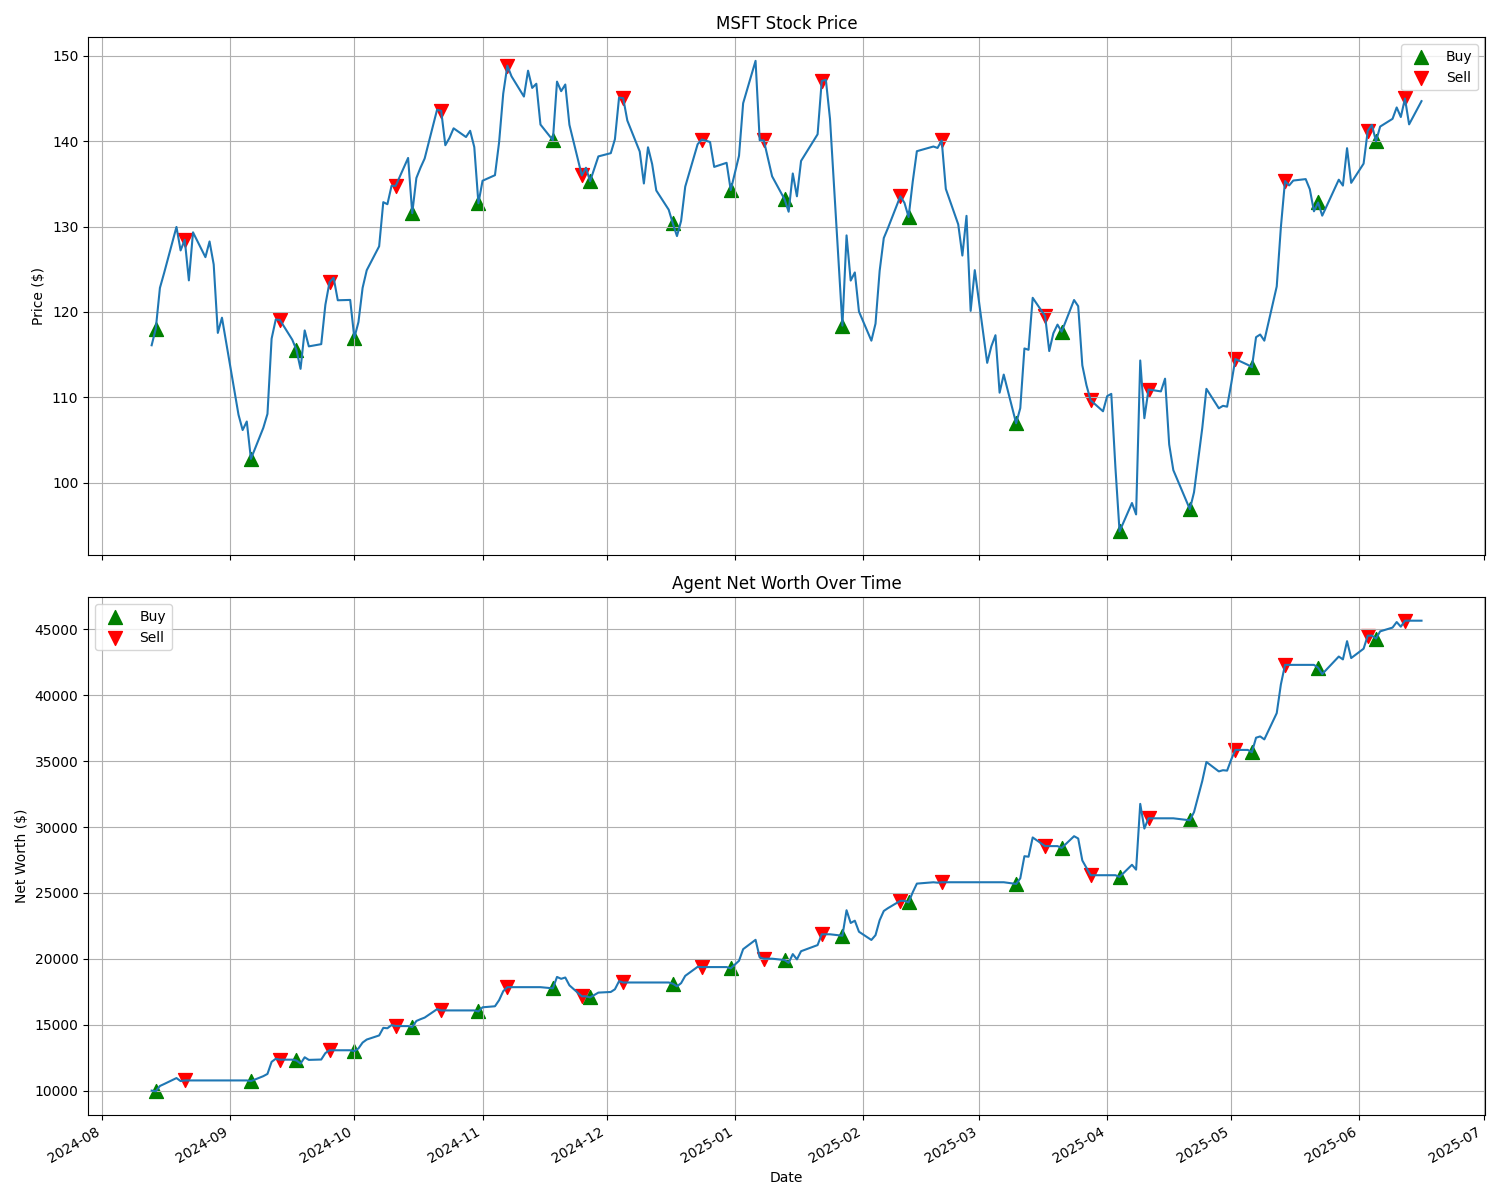 MSFT Stock Price
Price ($)
150
140
130
120
110
100
Buy
Sell
Agent Net Worth Over Time
Net Worth ($)
45000
40000
35000
30000
25000
20000
15000
10000
Buy
Sell
2024-08
2024-09
2024-10
2024-11
2024-12
2025-01
2025-02
2025-03
2025-04
2025-05
2025-06
2025-07
Date